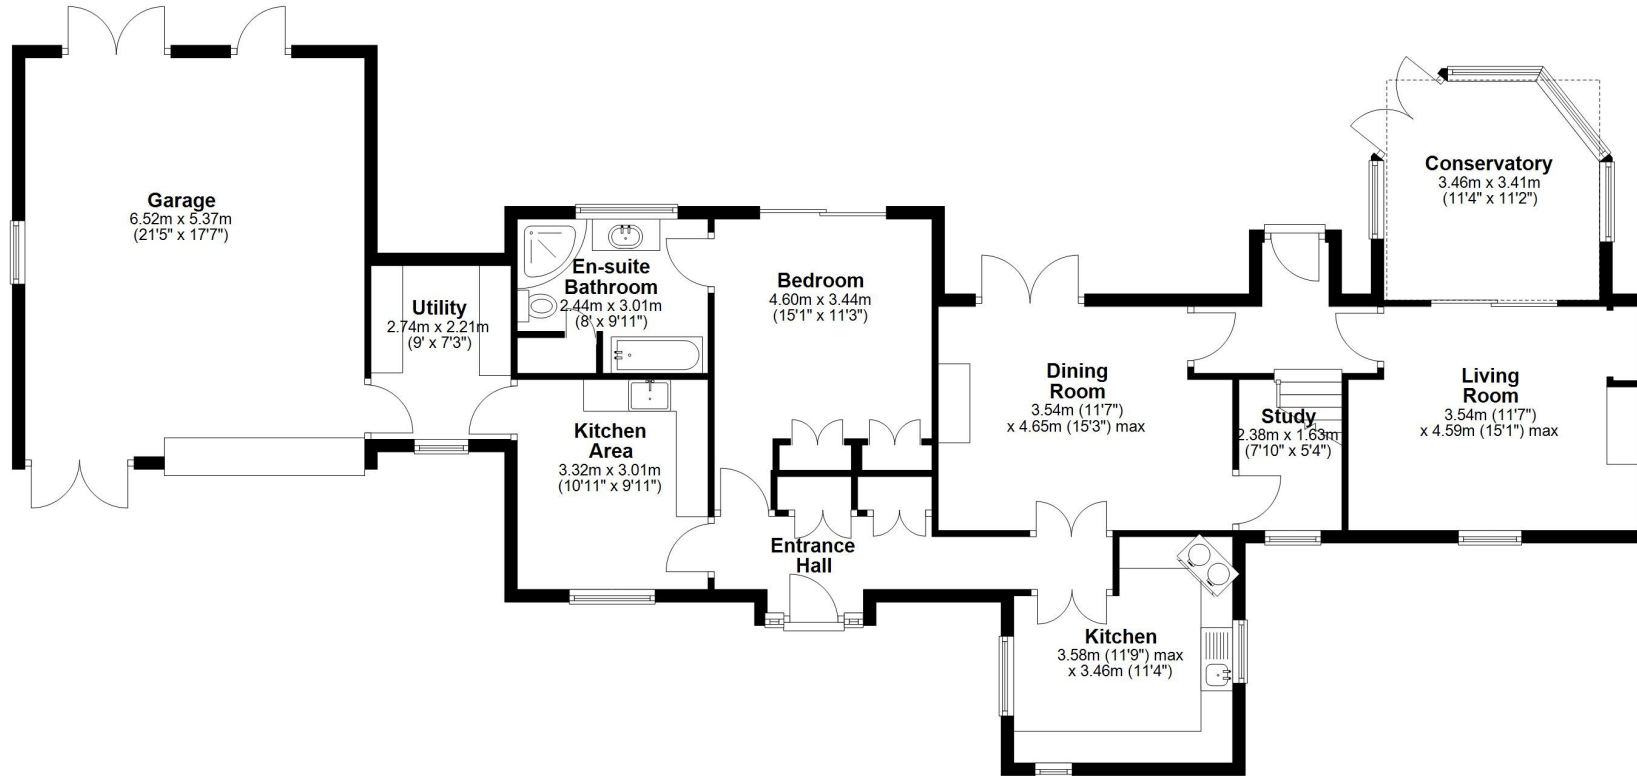 Garage
6.52m x 5.37m
(21'5" x 17'7")
Utility
2.74m x 2.21m
(9' x 7'3")
En-suite
Bathroom
2.44m x 3.01m
(8' x 9'11")
Kitchen
Area
3.32m x 3.01m
(10'11" x 9'11")
Bedroom
4.60m x 3.44m
(15'1" x 11'3")
Entrance
Hall
Dining
Room
3.54m (11'7")
x 4.65m (15'3") max
Kitchen
3.58m (11'9") max
x 3.46m (11'4")
Study
2.38m x 1.63m
(7'10" x 5'4")
Conservatory
3.46m x 3.41m
(11'4" x 11'2")
Living
Room
3.54m (11'7")
x 4.59m (15'1") max